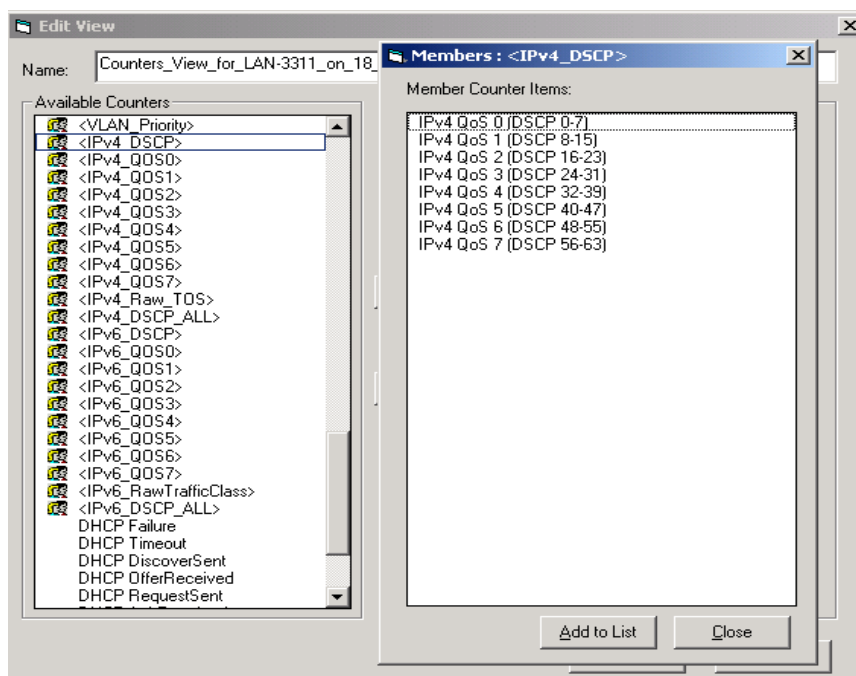 Edit View
Name:
Counters_View_for_LAN-3311_on_18_
Available Counters
<VLAN_Priority>
<IPv4_DSCP>
<IPv4_QOS0>
<IPv4_QOS1>
<IPv4_QOS2>
<IPv4_QOS3>
<IPv4_QOS4>
<IPv4_QOS5>
<IPv4_QOS6>
<IPv4_QOS7>
<IPv4_Raw_TOS>
<IPv4_DSCP_ALL>
<IPv6_DSCP>
<IPv6_QOS0>
<IPv6_QOS1>
<IPv6_QOS2>
<IPv6_QOS3>
<IPv6_QOS4>
<IPv6_QOS5>
<IPv6_QOS6>
<IPv6_QOS7>
<IPv6_RawTrafficClass>
<IPv6_DSCP_ALL>
DHCP Failure
DHCP Timeout
DHCP DiscoverSent
DHCP OfferReceived
DHCP RequestSent
Members : <IPv4_DSCP>
Member Counter Items:
IPv4 QoS 0 (DSCP 0-7)
IPv4 QoS 1 (DSCP 8-15)
IPv4 QoS 2 (DSCP 16-23)
IPv4 QoS 3 (DSCP 24-31)
IPv4 QoS 4 (DSCP 32-39)
IPv4 QoS 5 (DSCP 40-47)
IPv4 QoS 6 (DSCP 48-55)
IPv4 QoS 7 (DSCP 56-63)
Add to List
Close